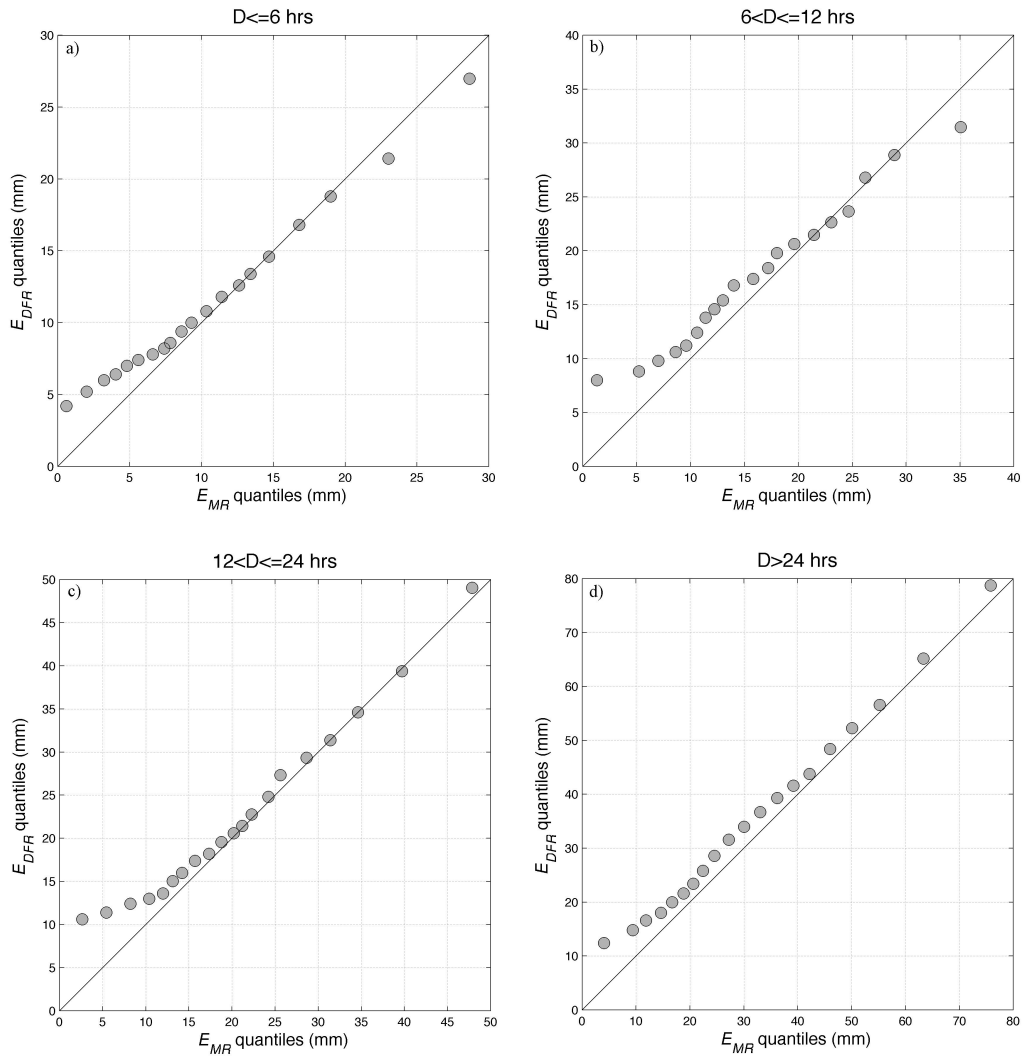 D<=6 hrs
a)
30
25
20
15
10
5
0
E_DFR quantiles (mm)
0 5 10 15 20 25 30
E_MR quantiles (mm)
6<D<=12 hrs
b)
40
35
30
25
20
15
10
5
0
E_DFR quantiles (mm)
0 5 10 15 20 25 30 35 40
E_MR quantiles (mm)
12<D<=24 hrs
c)
50
45
40
35
30
25
20
15
10
5
0
E_DFR quantiles (mm)
0 5 10 15 20 25 30 35 40 45 50
E_MR quantiles (mm)
D>24 hrs
d)
80
70
60
50
40
30
20
10
0
E_DFR quantiles (mm)
0 10 20 30 40 50 60 70 80
E_MR quantiles (mm)